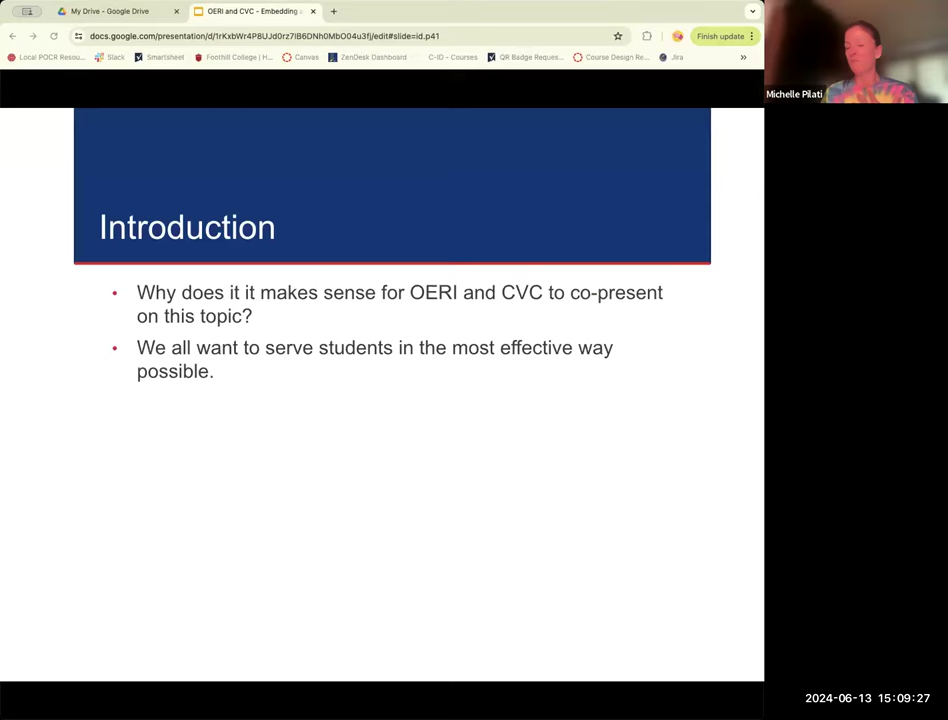 My Drive - Google Drive
OERI and CVC - Embedding a
docs.google.com/presentation/d/1rKxbWr4P8UJd0rz7lB6DNh0MbO04u3fj/edit#slide=id.p41
Finish update
Local POCR Resou...
Slack
Smartsheet
Foothill College | H...
Canvas
ZenDesk Dashboard
C-ID - Courses
QR Badge Reques...
Course Design Re...
Jira
Michelle Pilati
Introduction
• Why does it it makes sense for OERI and CVC to co-present
on this topic?
• We all want to serve students in the most effective way
possible.
2024-06-13 15:09:27